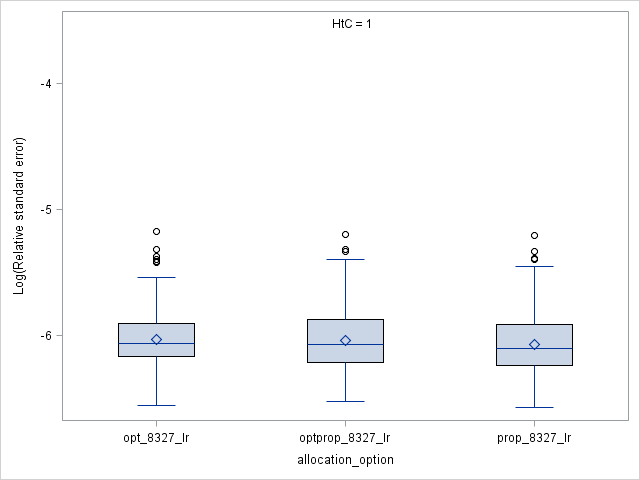 HtC = 1
Log(Relative standard error)
-4
-5
-6
opt_8327_lr
optprop_8327_lr
prop_8327_lr
allocation_option